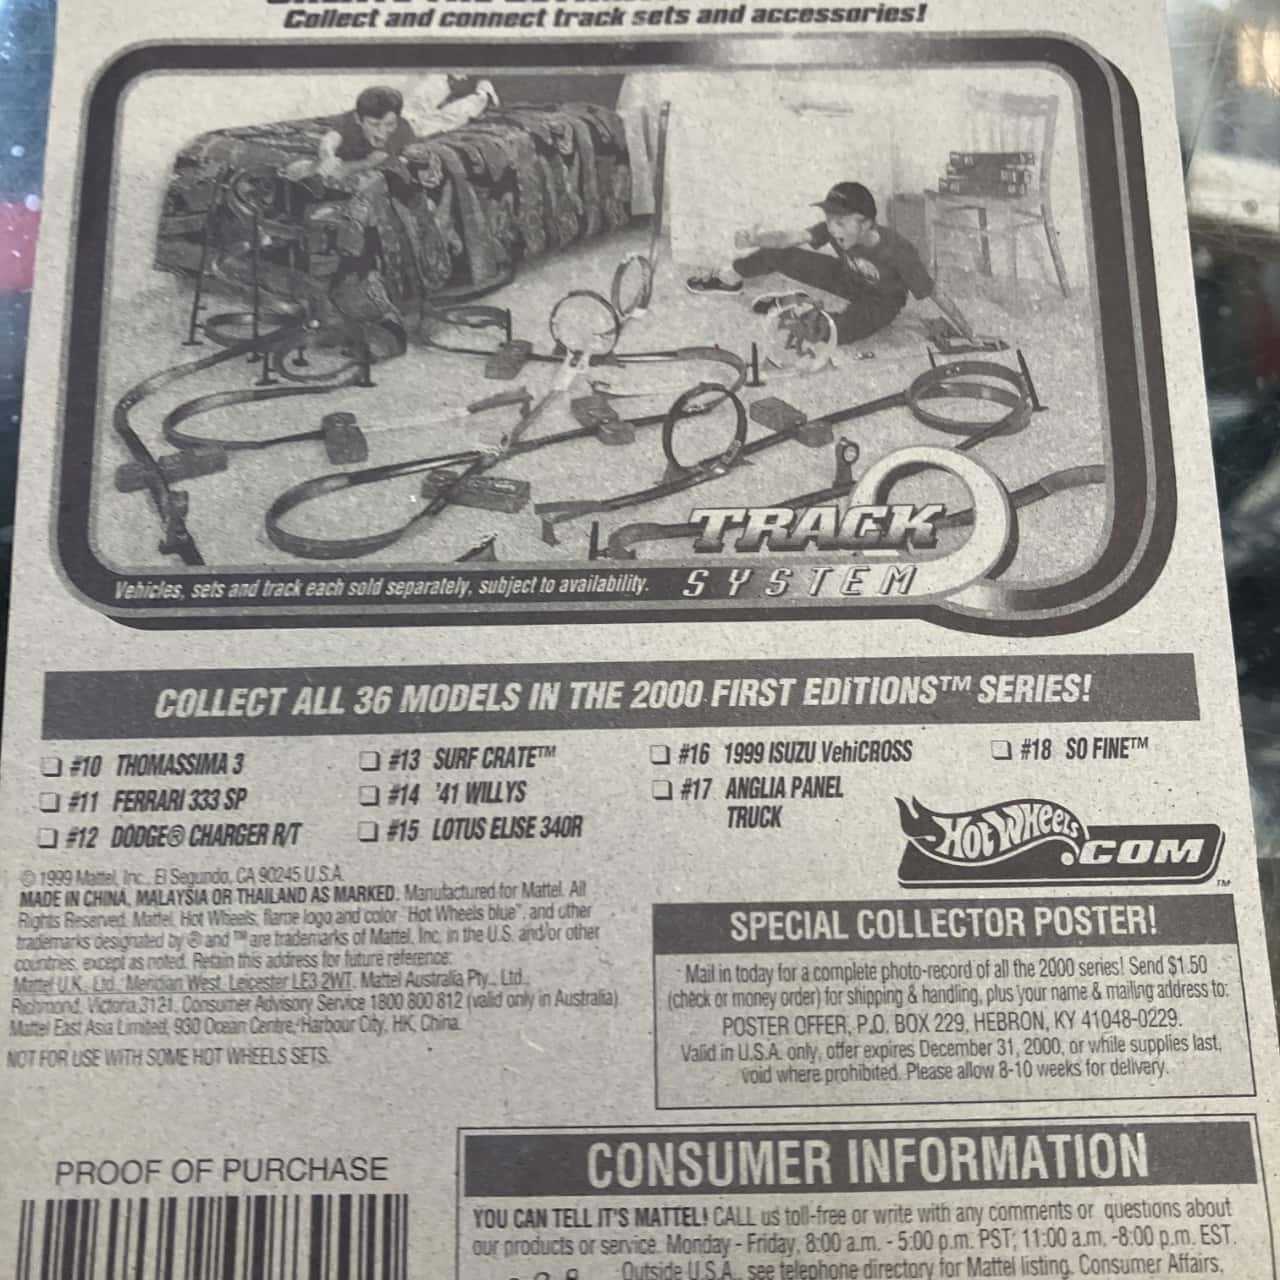 Collect and connect track sets and accessories!
TRACK
SYSTEM
Vehicles, sets and track each sold separately, subject to availability.
COLLECT ALL 36 MODELS IN THE 2000 FIRST EDITIONS™ SERIES!
#10 THOMASSIMA 3
#11 FERRARI 333 SP
#12 DODGE® CHARGER R/T
#13 SURF CRATE™
#14 '41 WILLYS
#15 LOTUS ELISE 340R
#16 1999 ISUZU VehiCROSS
#17 ANGLIA PANEL
TRUCK
#18 SO FINE™
HOT WHEELS
.COM™
© 1999 Mattel, Inc., El Segundo, CA 90245 U.S.A.
MADE IN CHINA, MALAYSIA OR THAILAND AS MARKED. Manufactured for Mattel. All
Rights Reserved. Mattel, Hot Wheels, flame logo and color "Hot Wheels blue", and other
trademarks designated by ® and ™ are trademarks of Mattel, Inc. in the U.S. and/or other
countries, except as noted. Retain this address for future reference:
Mattel U.K., Ltd., Meridian West, Leicester LE3 2WT. Mattel Australia Pty., Ltd.,
Richmond, Victoria.3121. Consumer Advisory Service 1800 800 812 (valid only in Australia)
Mattel East Asia Limited, 930 Ocean Centre, Harbour City, HK, China.
NOT FOR USE WITH SOME HOT WHEELS SETS.
SPECIAL COLLECTOR POSTER!
Mail in today for a complete photo-record of all the 2000 series! Send $1.50
(check or money order) for shipping & handling, plus your name & mailing address to:
POSTER OFFER, P.O. BOX 229, HEBRON, KY 41048-0229.
Valid in U.S.A. only, offer expires December 31, 2000, or while supplies last,
void where prohibited. Please allow 8-10 weeks for delivery.
PROOF OF PURCHASE
CONSUMER INFORMATION
YOU CAN TELL IT'S MATTEL! CALL us toll-free or write with any comments or questions about
our products or service. Monday - Friday, 8:00 a.m. - 5:00 p.m. PST; 11:00 a.m. -8:00 p.m. EST.
Outside U.S.A., see telephone directory for Mattel listing. Consumer Affairs,